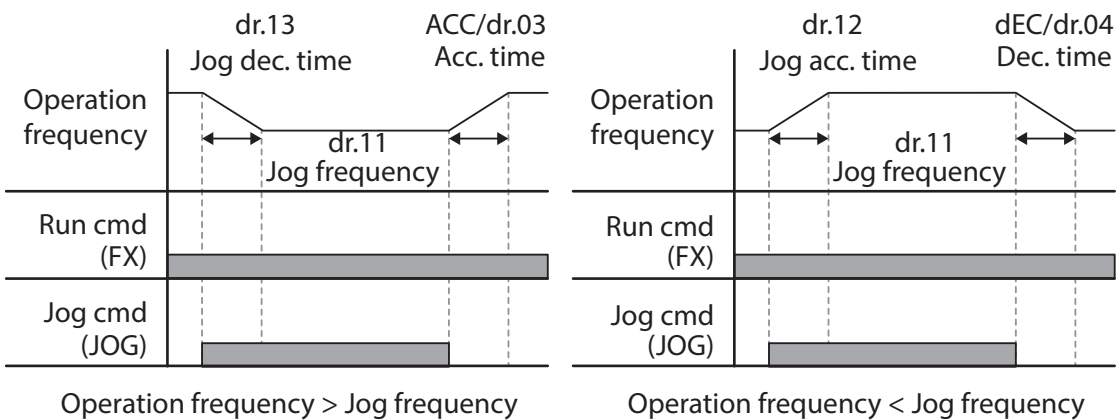 dr.13
Jog dec. time
ACC/dr.03
Acc. time
Operation
frequency
dr.11
Jog frequency
Run cmd
(FX)
Jog cmd
(JOG)
Operation frequency > Jog frequency
dr.12
Jog acc. time
dEC/dr.04
Dec. time
Operation
frequency
dr.11
Jog frequency
Run cmd
(FX)
Jog cmd
(JOG)
Operation frequency < Jog frequency